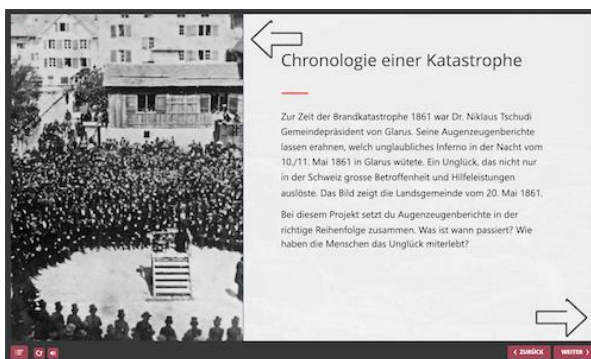 Chronologie einer Katastrophe
Zur Zeit der Brandkatastrophe 1861 war Dr. Niklaus Tschudi
Gemeindepräsident von Glarus. Seine Augenzeugenberichte
lassen erahnen, welch unglaubliches Inferno in der Nacht vom
10./11. Mai 1861 in Glarus wütete. Ein Unglück, das nicht nur
in der Schweiz grosse Betroffenheit und Hilfeleistungen
auslöste. Das Bild zeigt die Landsgemeinde vom 20. Mai 1861.
Bei diesem Projekt setzt du Augenzeugenberichte in der
richtige Reihenfolge zusammen. Was ist wann passiert? Wie
haben die Menschen das Unglück miterlebt?
ZURÜCK WEITER